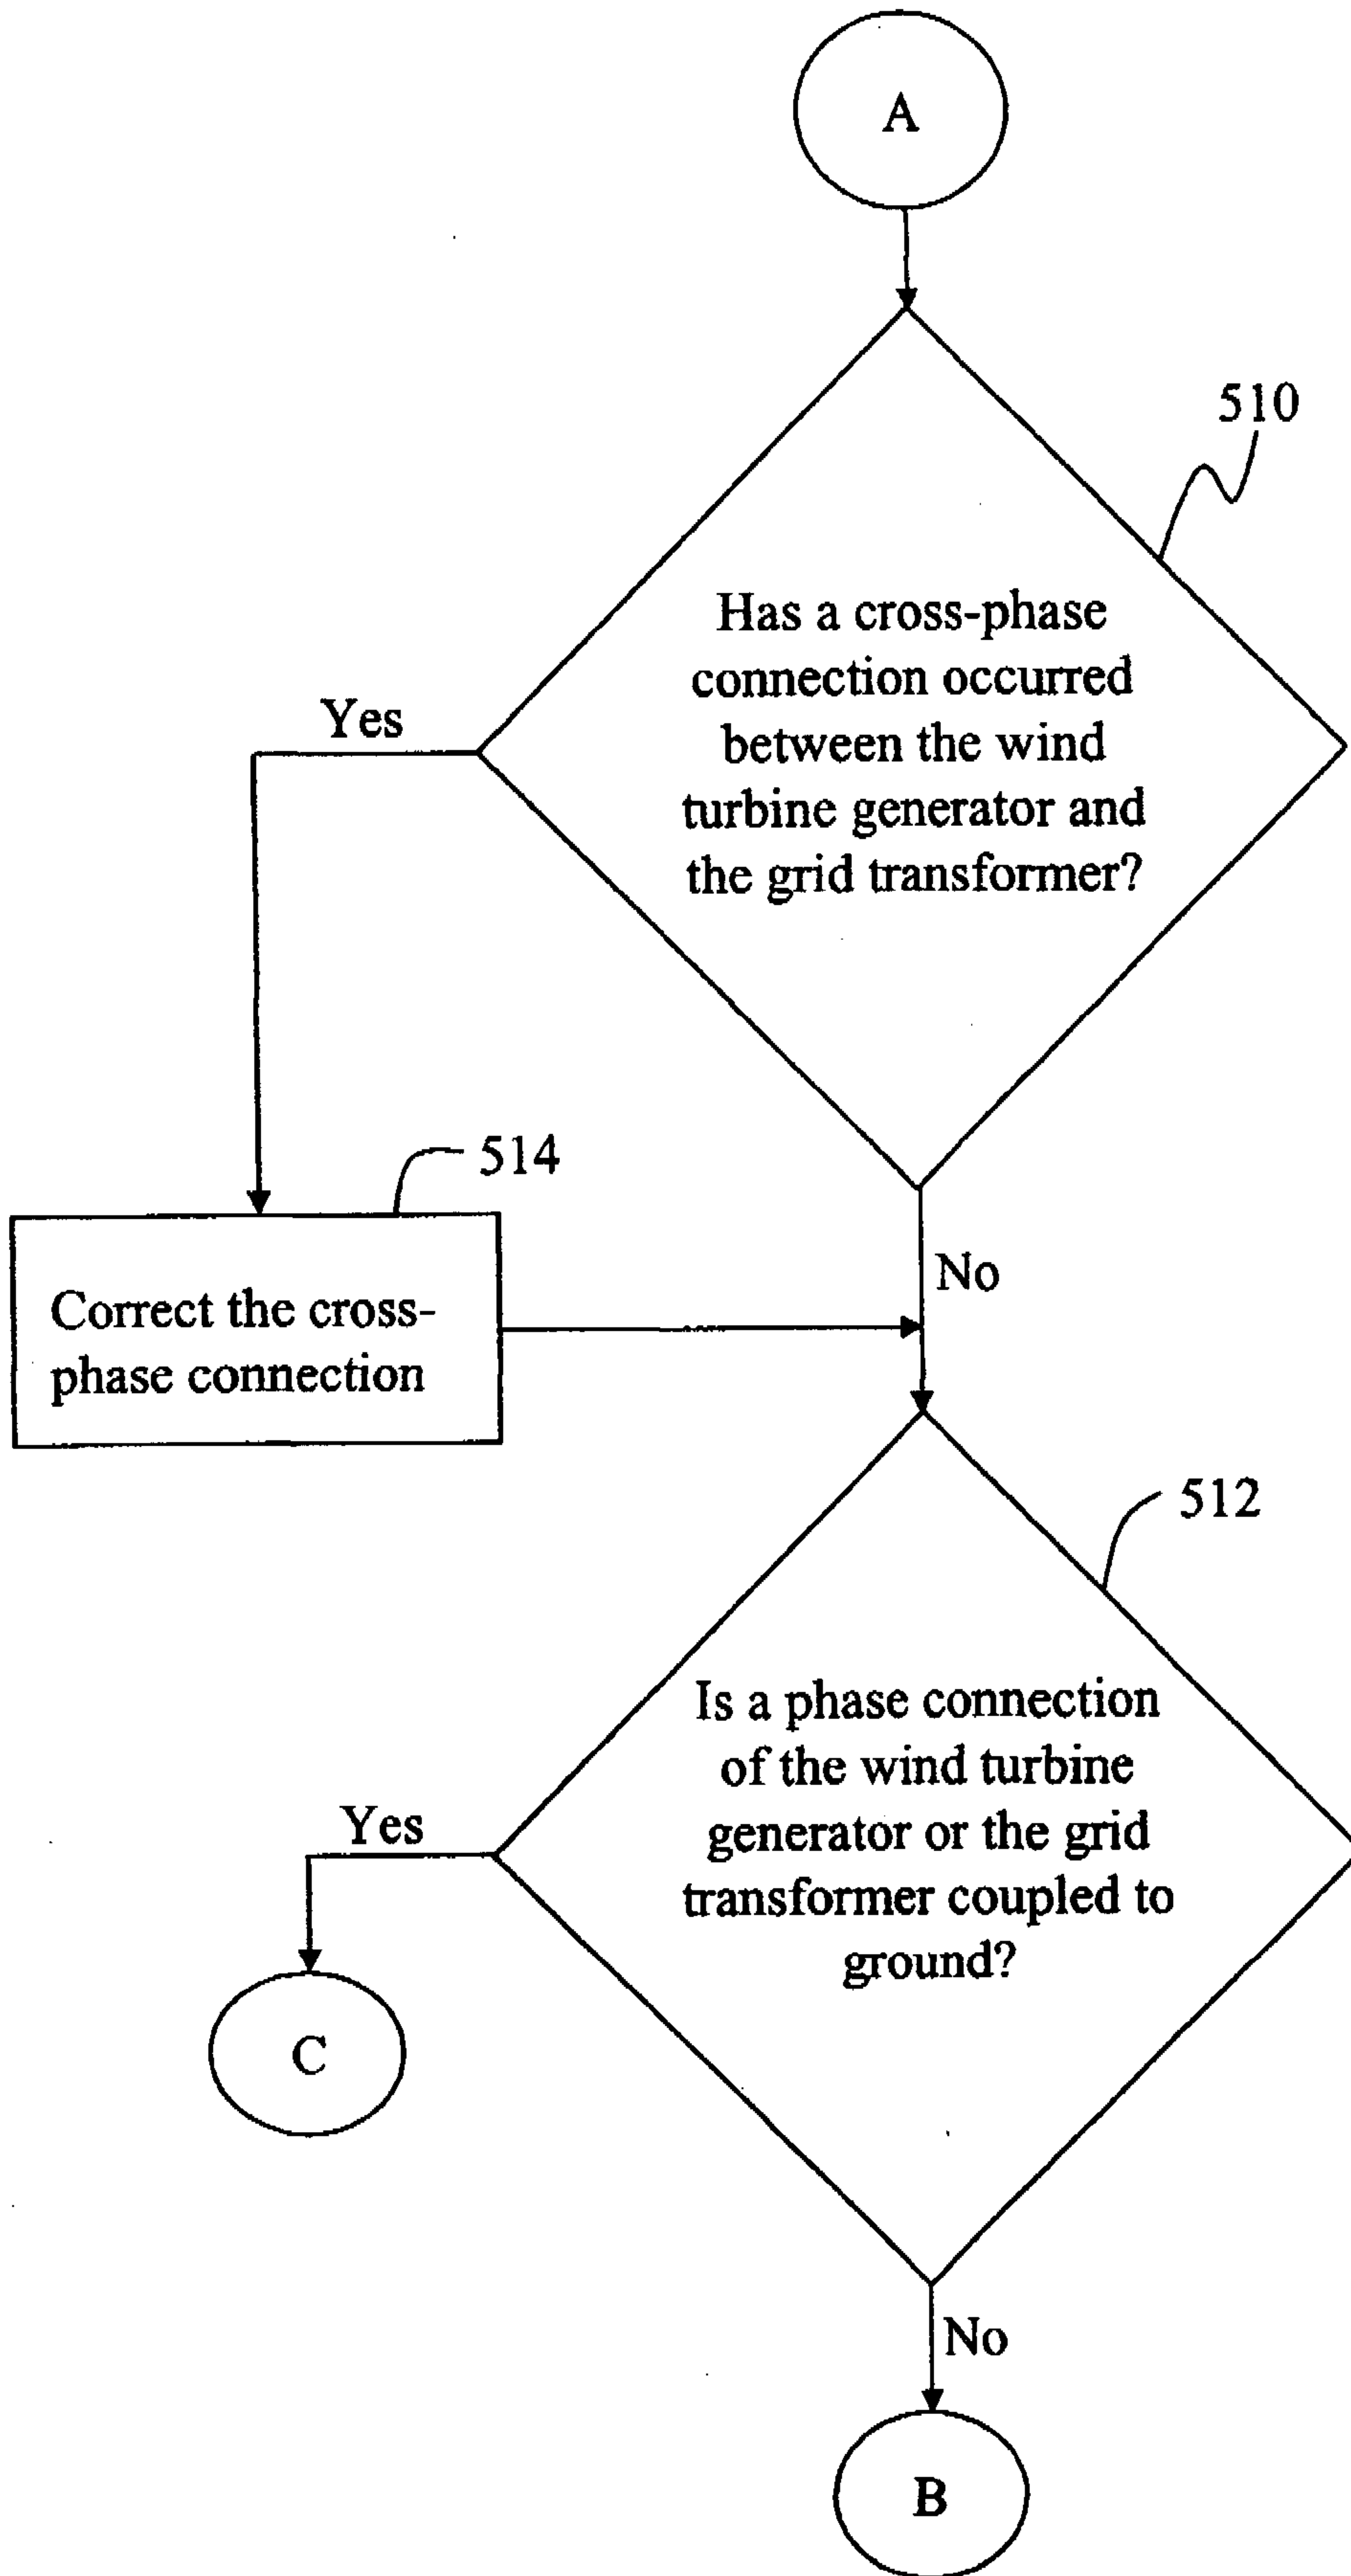 A
510
Has a cross-phase
connection occurred
between the wind
turbine generator and
the grid transformer?
Yes
514
No
Correct the cross-
phase connection
512
Is a phase connection
of the wind turbine
generator or the grid
transformer coupled to
ground?
Yes
C
No
B